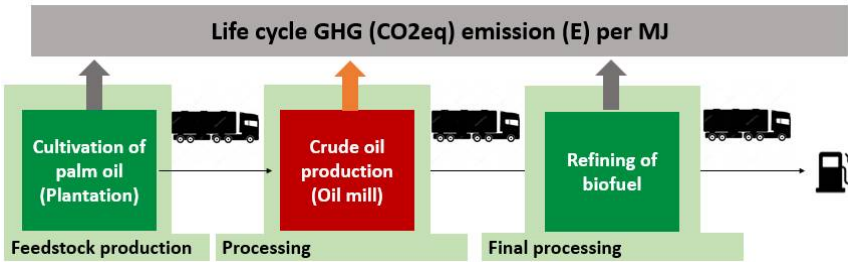 Life cycle GHG (CO2eq) emission (E) per MJ
Cultivation of
palm oil
(Plantation)
Crude oil
production
(Oil mill)
Refining of
biofuel
Feedstock production
Processing
Final processing